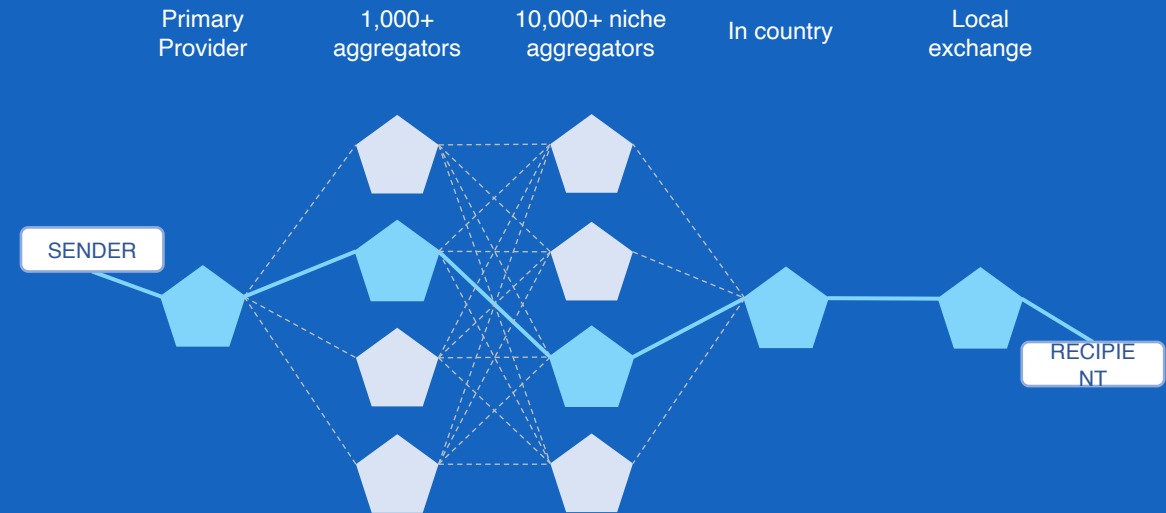 Primary
Provider
1,000+
aggregators
10,000+ niche
aggregators
In country
Local
exchange
SENDER
RECIPIE
NT